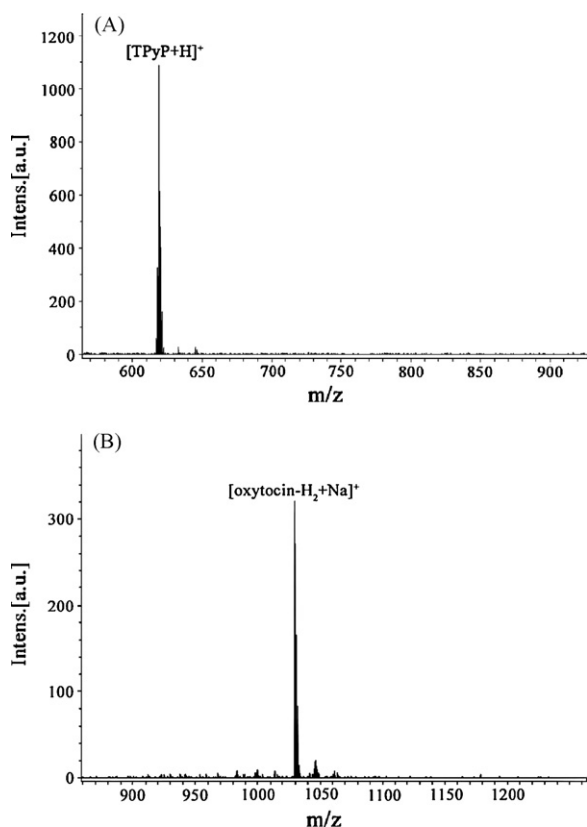 (A)
[TPyP+H]⁺
Intens.[a.u.]
1200
1000
800
600
400
200
0
600 650 700 750 800 850 900
m/z
(B)
[oxytocin-H₂+Na]⁺
Intens.[a.u.]
300
200
100
0
900 950 1000 1050 1100 1150 1200
m/z